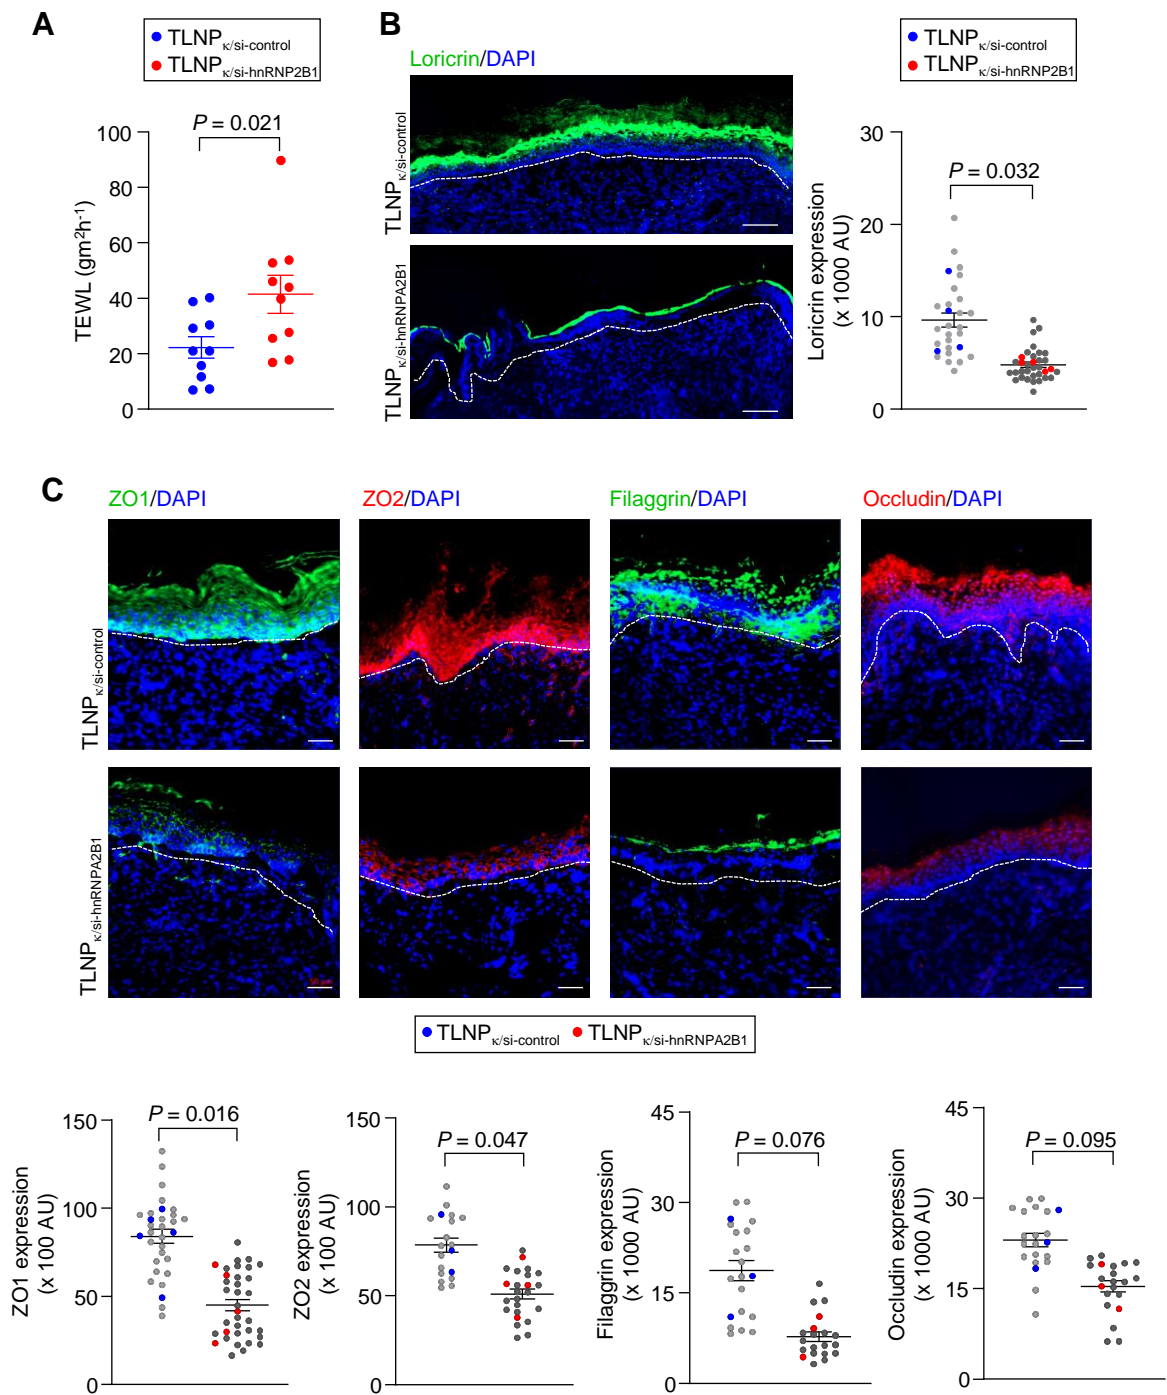 A
TLNPκ/si-control
TLNPκ/si-hnRNP2B1
P = 0.021
TEWL (gm²h⁻¹)
100
80
60
40
20
0
B
Loricrin/DAPI
TLNPκ/si-control
TLNPκ/si-hnRNPA2B1
TLNPκ/si-control
TLNPκ/si-hnRNP2B1
P = 0.032
Loricrin expression
(x 1000 AU)
30
20
10
0
C
ZO1/DAPI
ZO2/DAPI
Filaggrin/DAPI
Occludin/DAPI
TLNPκ/si-control
TLNPκ/si-hnRNPA2B1
TLNPκ/si-control
TLNPκ/si-hnRNPA2B1
P = 0.016
ZO1 expression
(x 100 AU)
150
100
50
0
P = 0.047
ZO2 expression
(x 100 AU)
150
100
50
0
P = 0.076
Filaggrin expression
(x 1000 AU)
45
30
15
0
P = 0.095
Occludin expression
(x 1000 AU)
45
30
15
0